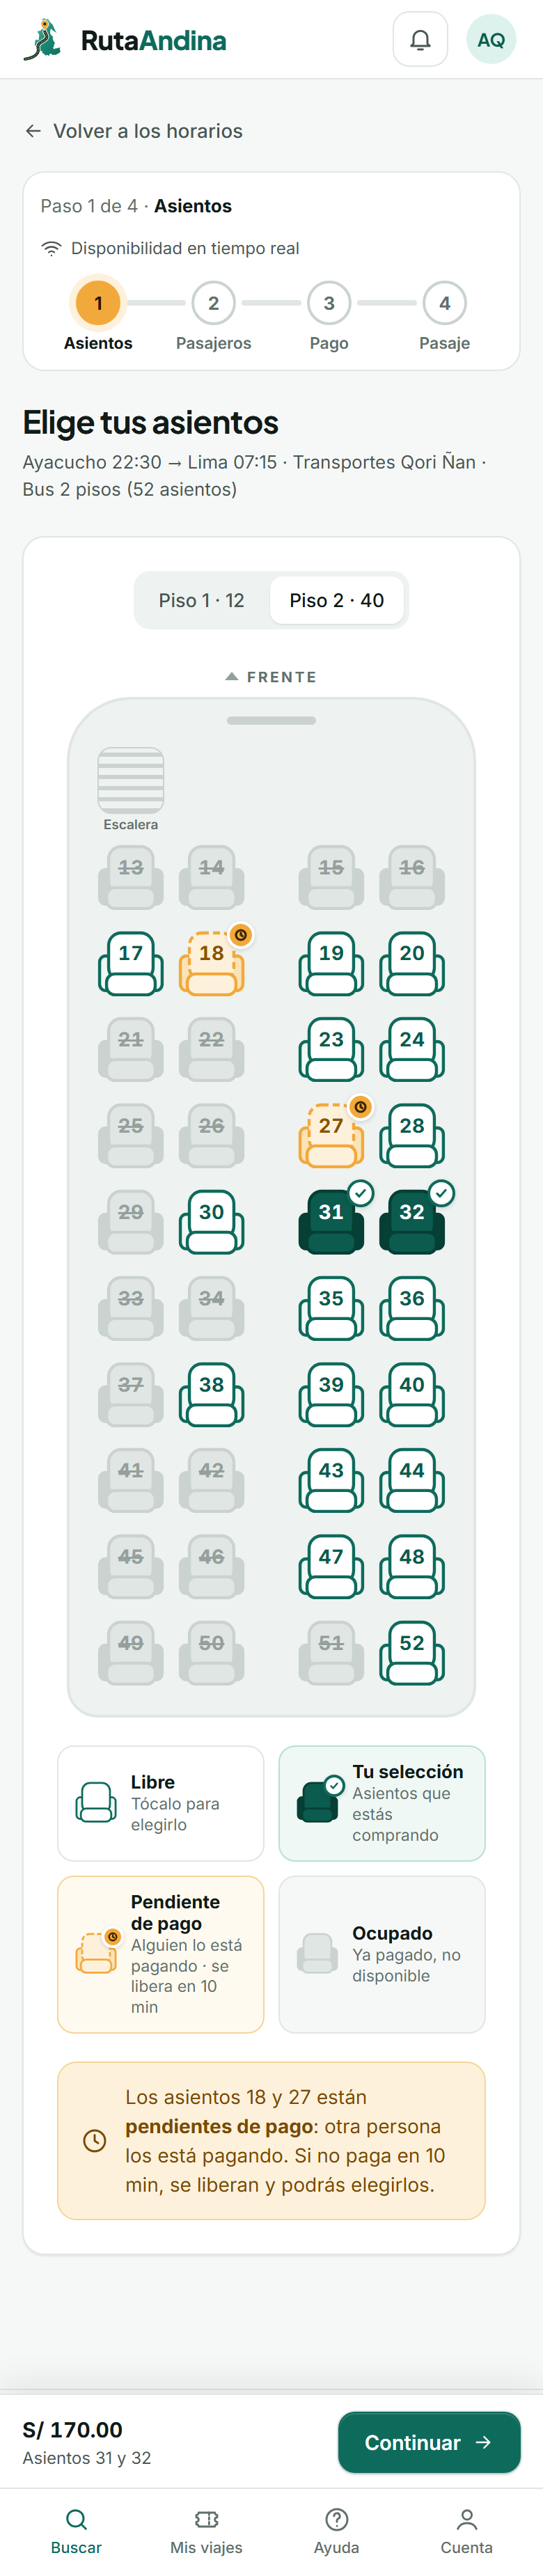 RutaAndina
AQ
Volver a los horarios
Paso 1 de 4 · Asientos
Disponibilidad en tiempo real
1 2 3 4
Asientos Pasajeros Pago Pasaje
Elige tus asientos
Ayacucho 22:30 → Lima 07:15 · Transportes Qori Ñan ·
Bus 2 pisos (52 asientos)
Piso 1 · 12 Piso 2 · 40
FRENTE
Escalera
13 14 15 16
17 18 19 20
21 22 23 24
25 26 27 28
29 30 31 32
33 34 35 36
37 38 39 40
41 42 43 44
45 46 47 48
49 50 51 52
Libre
Tócalo para
elegirlo
Tu selección
Asientos que
estás
comprando
Pendiente
de pago
Alguien lo está
pagando · se
libera en 10
min
Ocupado
Ya pagado, no
disponible
Los asientos 18 y 27 están
pendientes de pago: otra persona
los está pagando. Si no paga en 10
min, se liberan y podrás elegirlos.
S/ 170.00
Asientos 31 y 32
Continuar →
Buscar Mis viajes Ayuda Cuenta